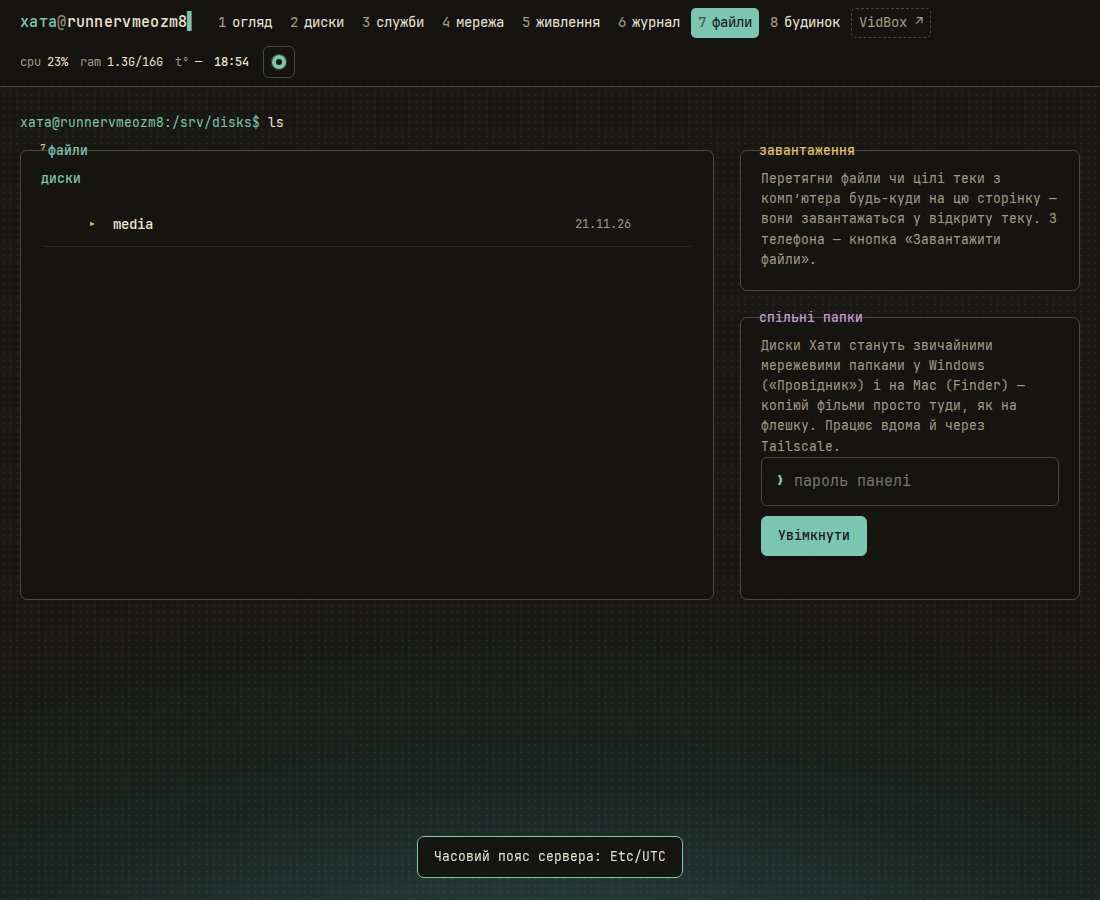 хата@runnervmeozm8
1 огляд 2 диски 3 служби 4 мережа 5 живлення 6 журнал 7 файли 8 будинок VidBox ↗
cpu 23% ram 1.3G/16G t° — 18:54
хата@runnervmeozm8:/srv/disks$ ls
7 файли
диски
▸ media 21.11.26
завантаження
Перетягни файли чи цілі теки з
комп'ютера будь-куди на цю сторінку —
вони завантажаться у відкриту теку. З
телефона — кнопка «Завантажити
файли».
спільні папки
Диски Хати стануть звичайними
мережевими папками у Windows
(«Провідник») і на Mac (Finder) —
копіюй фільми просто туди, як на
флешку. Працює вдома й через
Tailscale.
❯ пароль панелі
Увімкнути
Часовий пояс сервера: Etc/UTC